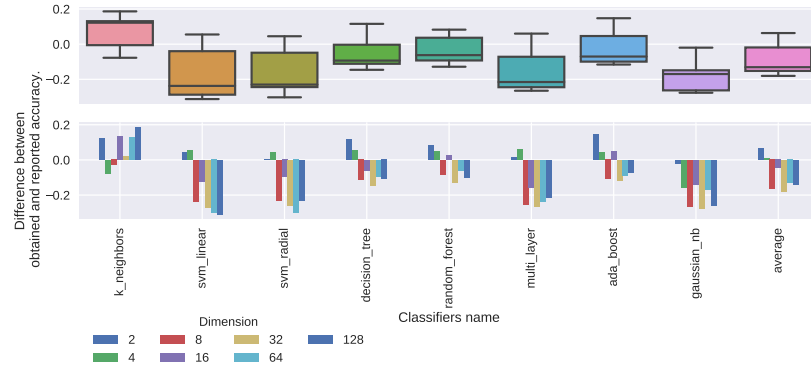 0.2
0.0
−0.2
0.2
0.0
−0.2
Difference between
obtained and reported accuracy.
k_neighbors
svm_linear
svm_radial
decision_tree
random_forest
multi_layer
ada_boost
gaussian_nb
average
Classifiers name
Dimension
2 8 32 128
4 16 64